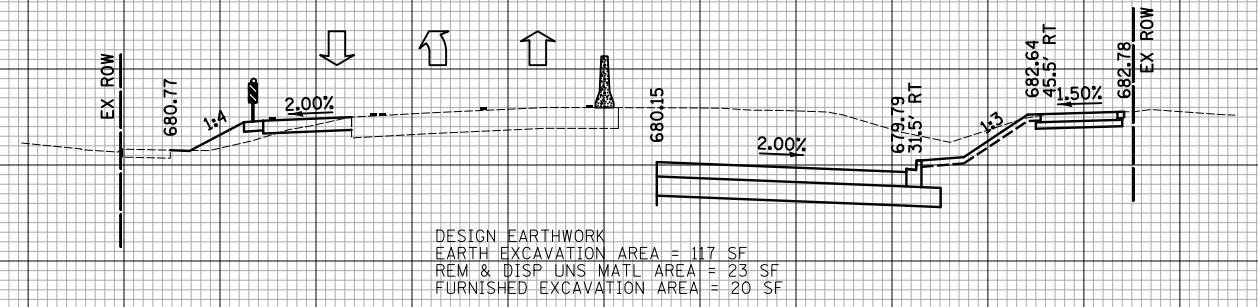 EX ROW
680.77
1:4
2.00%
680.15
2.00%
679.79
31.5' RT
1:3
682.64
45.5' RT
1.50%
682.78
EX ROW
DESIGN EARTHWORK
EARTH EXCAVATION AREA = 117 SF
REM & DISP UNS MATL AREA = 23 SF
FURNISHED EXCAVATION AREA = 20 SF